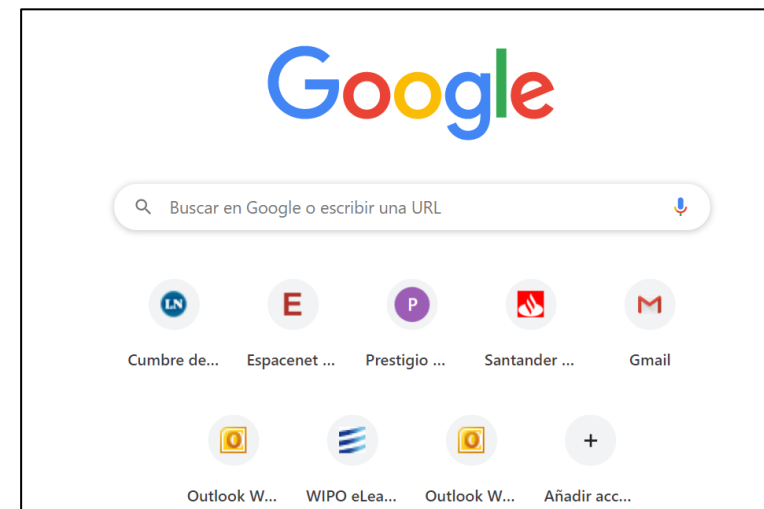 Google
Buscar en Google o escribir una URL
LN E P
Cumbre de... Espacenet ... Prestigio ... Santander ... Gmail
Outlook W... WIPO eLea... Outlook W... Añadir acc...